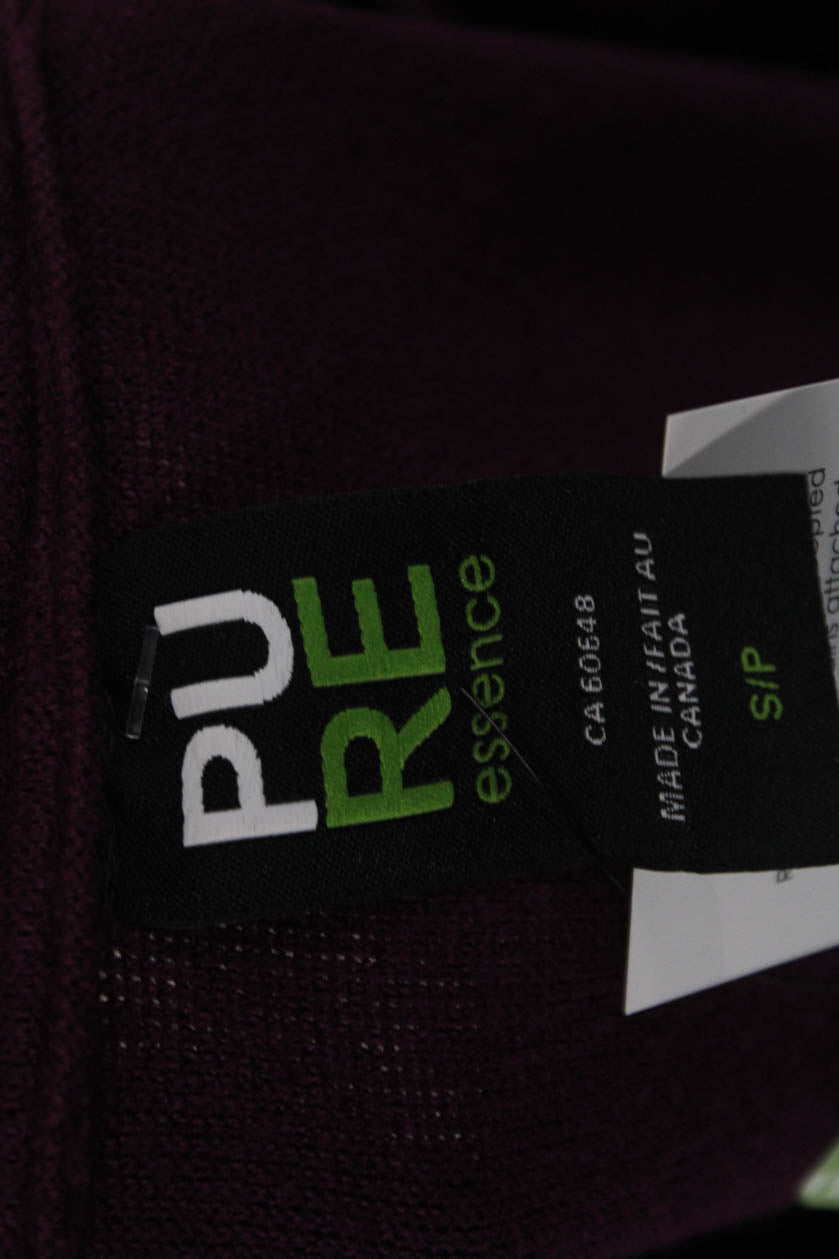 PU
RE
essence
CA 60648
MADE IN / FAIT AU
CANADA
S/P